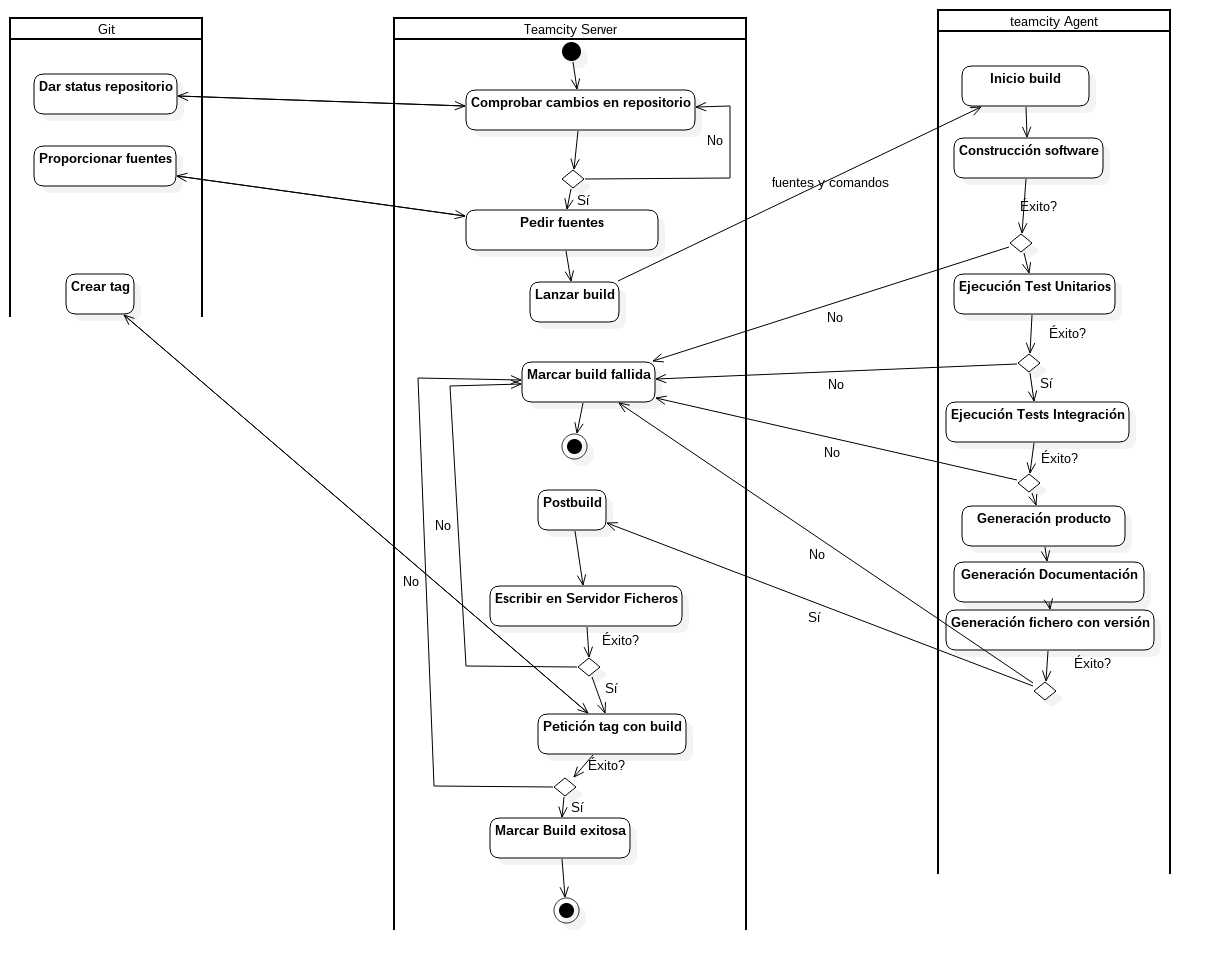 Git
Dar status repositorio
Proporcionar fuentes
Crear tag
Teamcity Server
Comprobar cambios en repositorio
No
Sí
Pedir fuentes
Lanzar build
fuentes y comandos
Marcar build fallida
No
No
No
No
No
No
Sí
Postbuild
Escribir en Servidor Ficheros
Éxito?
Sí
Petición tag con build
Éxito?
Sí
Marcar Build exitosa
teamcity Agent
Inicio build
Construcción software
Éxito?
Ejecución Test Unitarios
Éxito?
Sí
Ejecución Tests Integración
Éxito?
Generación producto
Generación Documentación
Generación fichero con versión
Éxito?